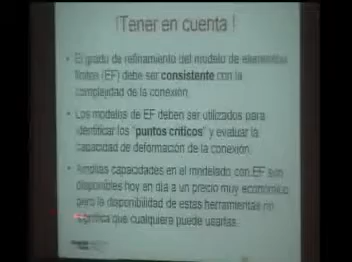 ¡Tener en cuenta !
• El grado de refinamiento del modelo de elementos
finitos (EF) debe ser consistente con la
complejidad de la conexión.
• Los modelos de EF deben ser utilizados para
identificar los "puntos críticos" y evaluar la
capacidad de deformación de la conexión.
• Amplias capacidades en el modelado con EF son
disponibles hoy en día a un precio muy económico
pero la disponibilidad de estas herramientas no
significa que cualquiera puede usarlas.